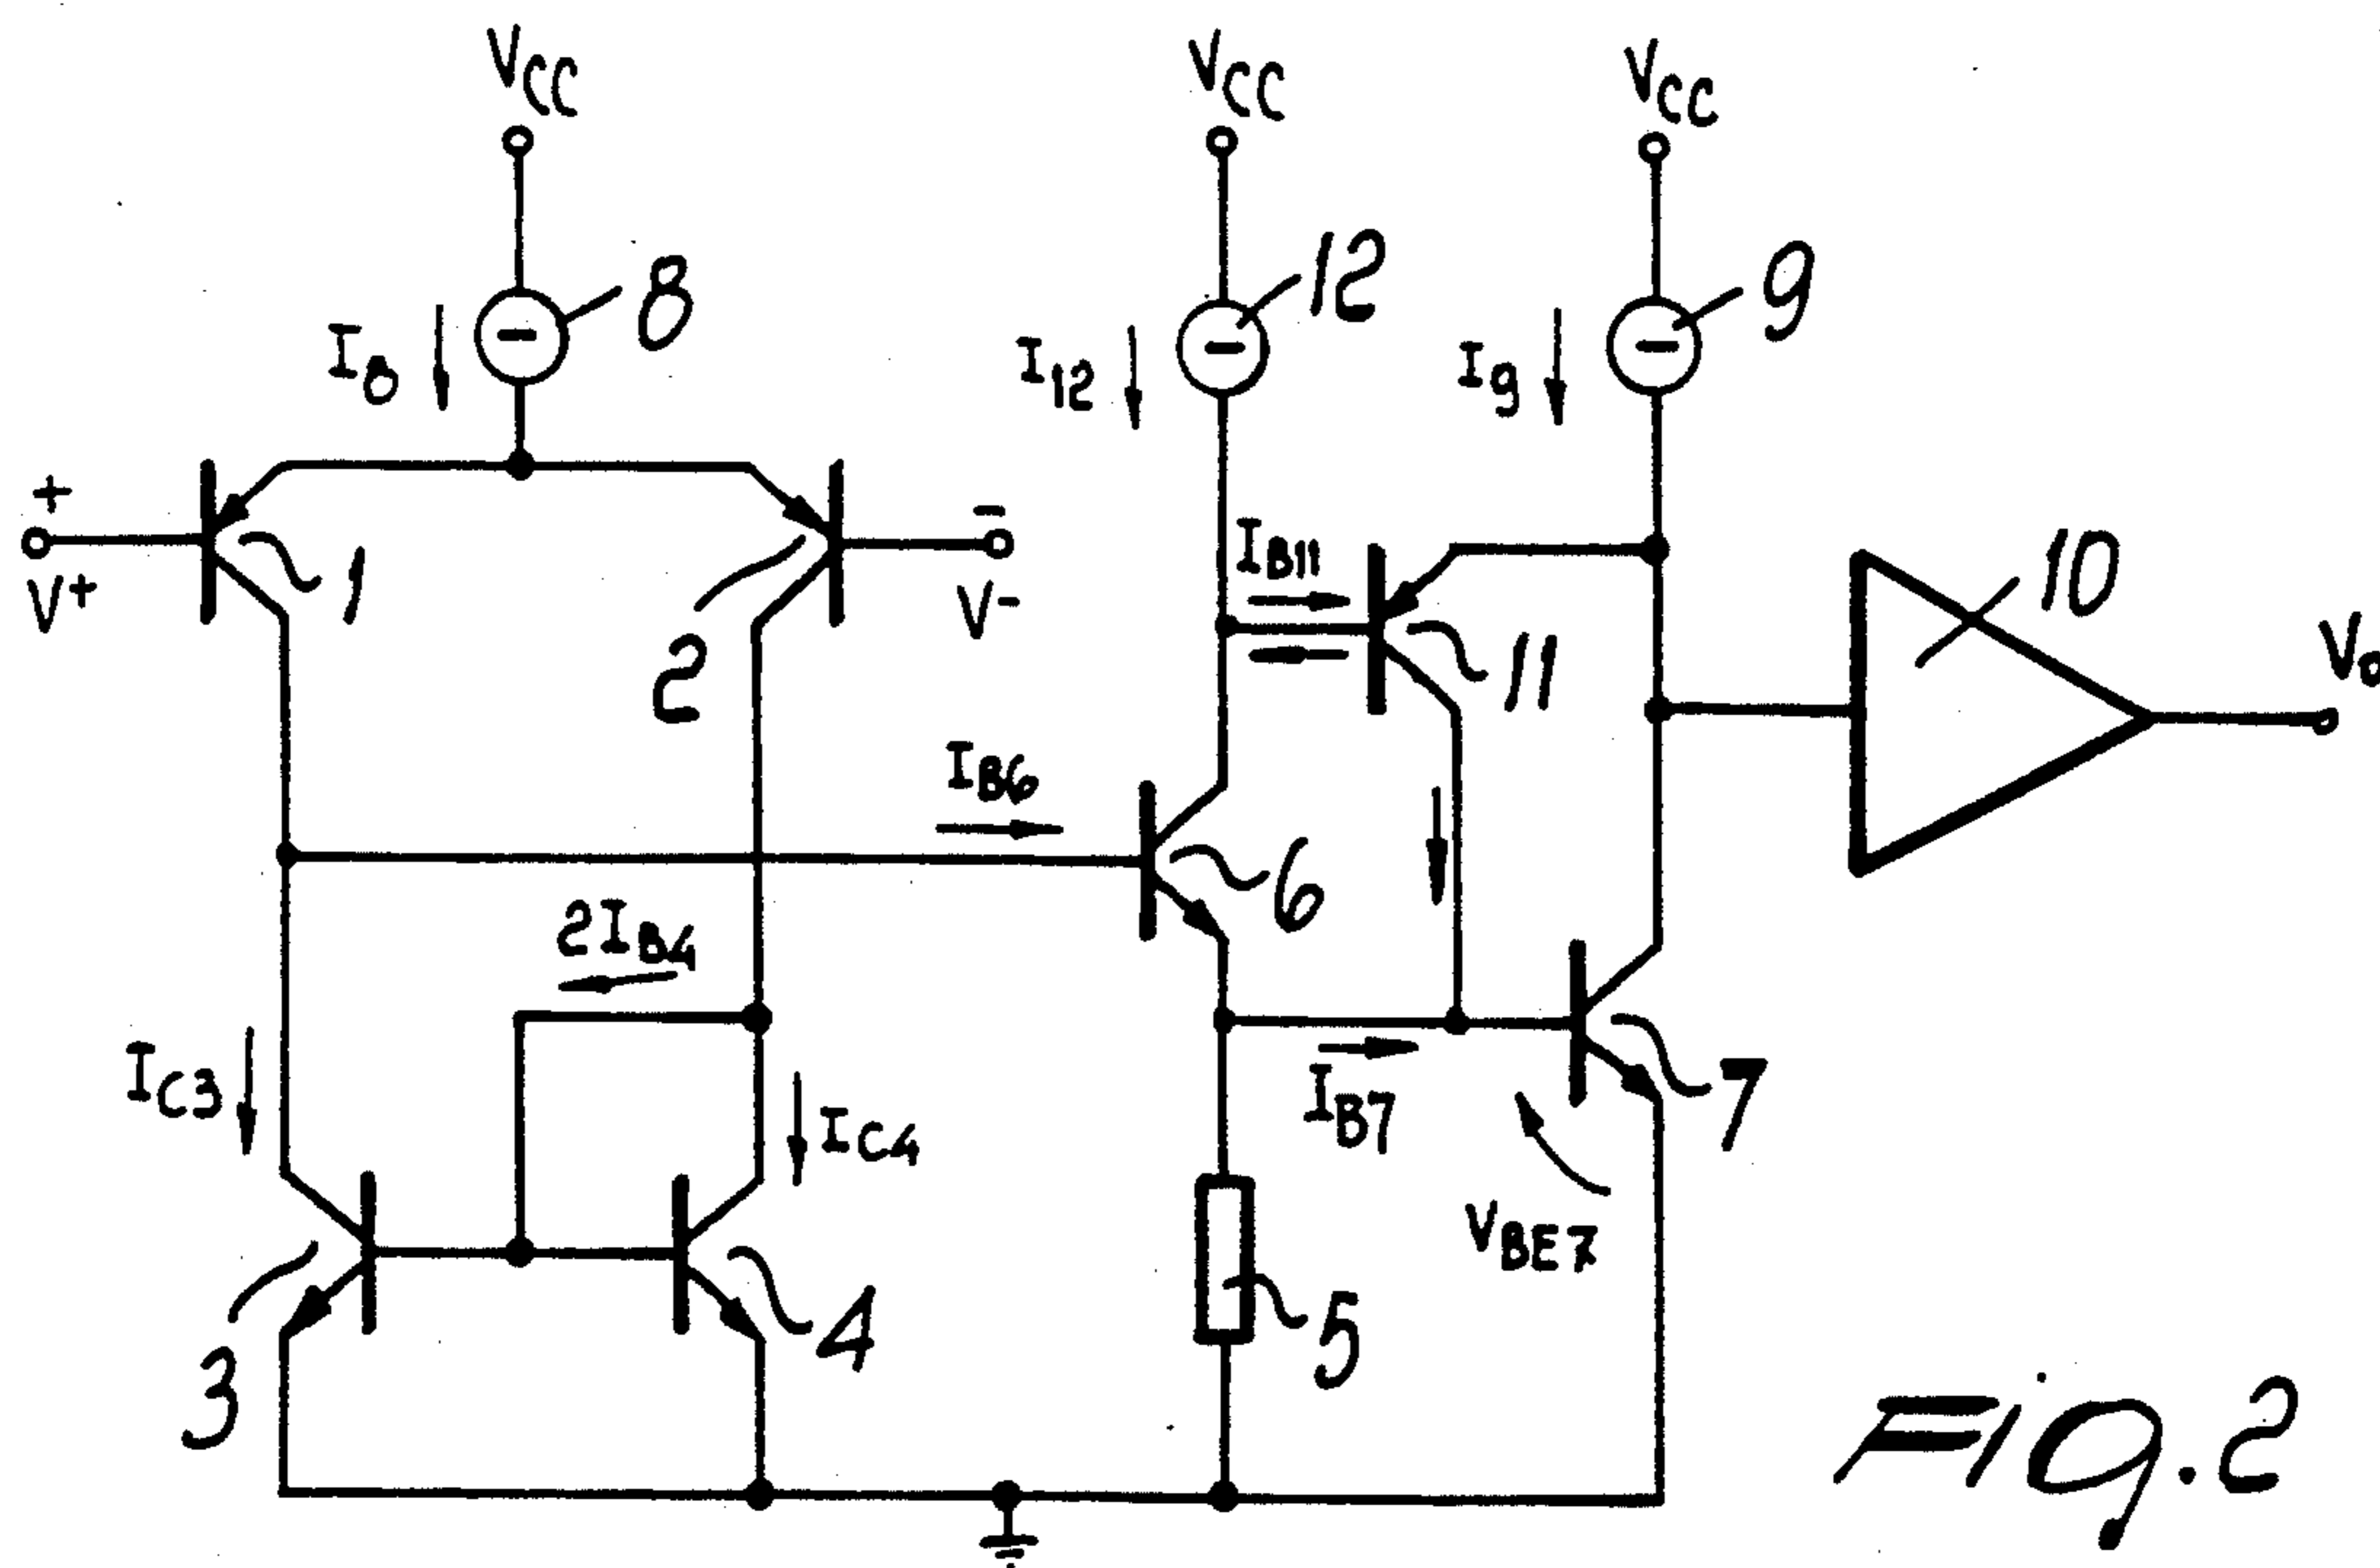 VCC
VCC
VCC
8
12
9
I8
I12
I9
+
V+
1
2
-
V-
IB11
11
10
Vo
IB6
6
2IB4
IC3
IC4
IB7
7
VBE7
3
4
5
Fig.2